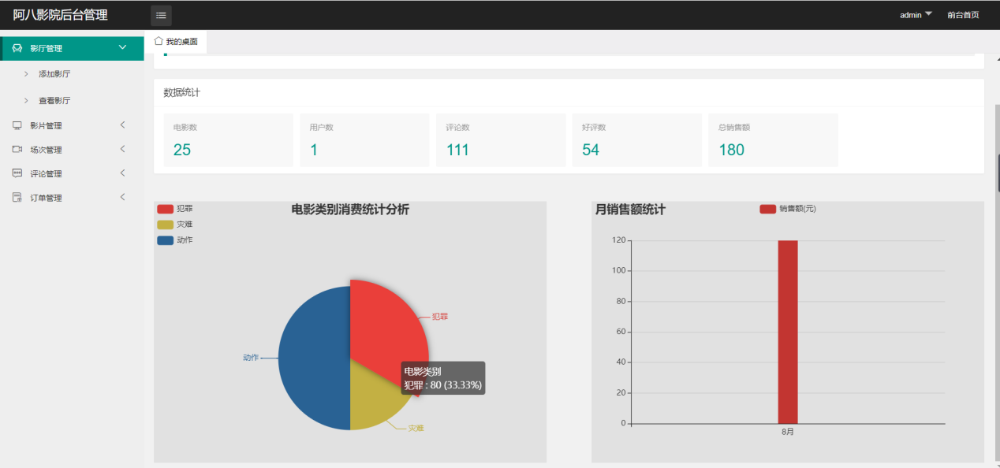 阿八影院后台管理
admin
前台首页
影厅管理
我的桌面
添加影厅
查看影厅
影片管理
场次管理
评论管理
订单管理
数据统计
电影数
25
用户数
1
评论数
111
好评数
54
总销售额
180
犯罪
灾难
动作
电影类别消费统计分析
犯罪
动作
电影类别
犯罪 : 80 (33.33%)
灾难
月销售额统计
销售额(元)
120
100
80
60
40
20
0
8月